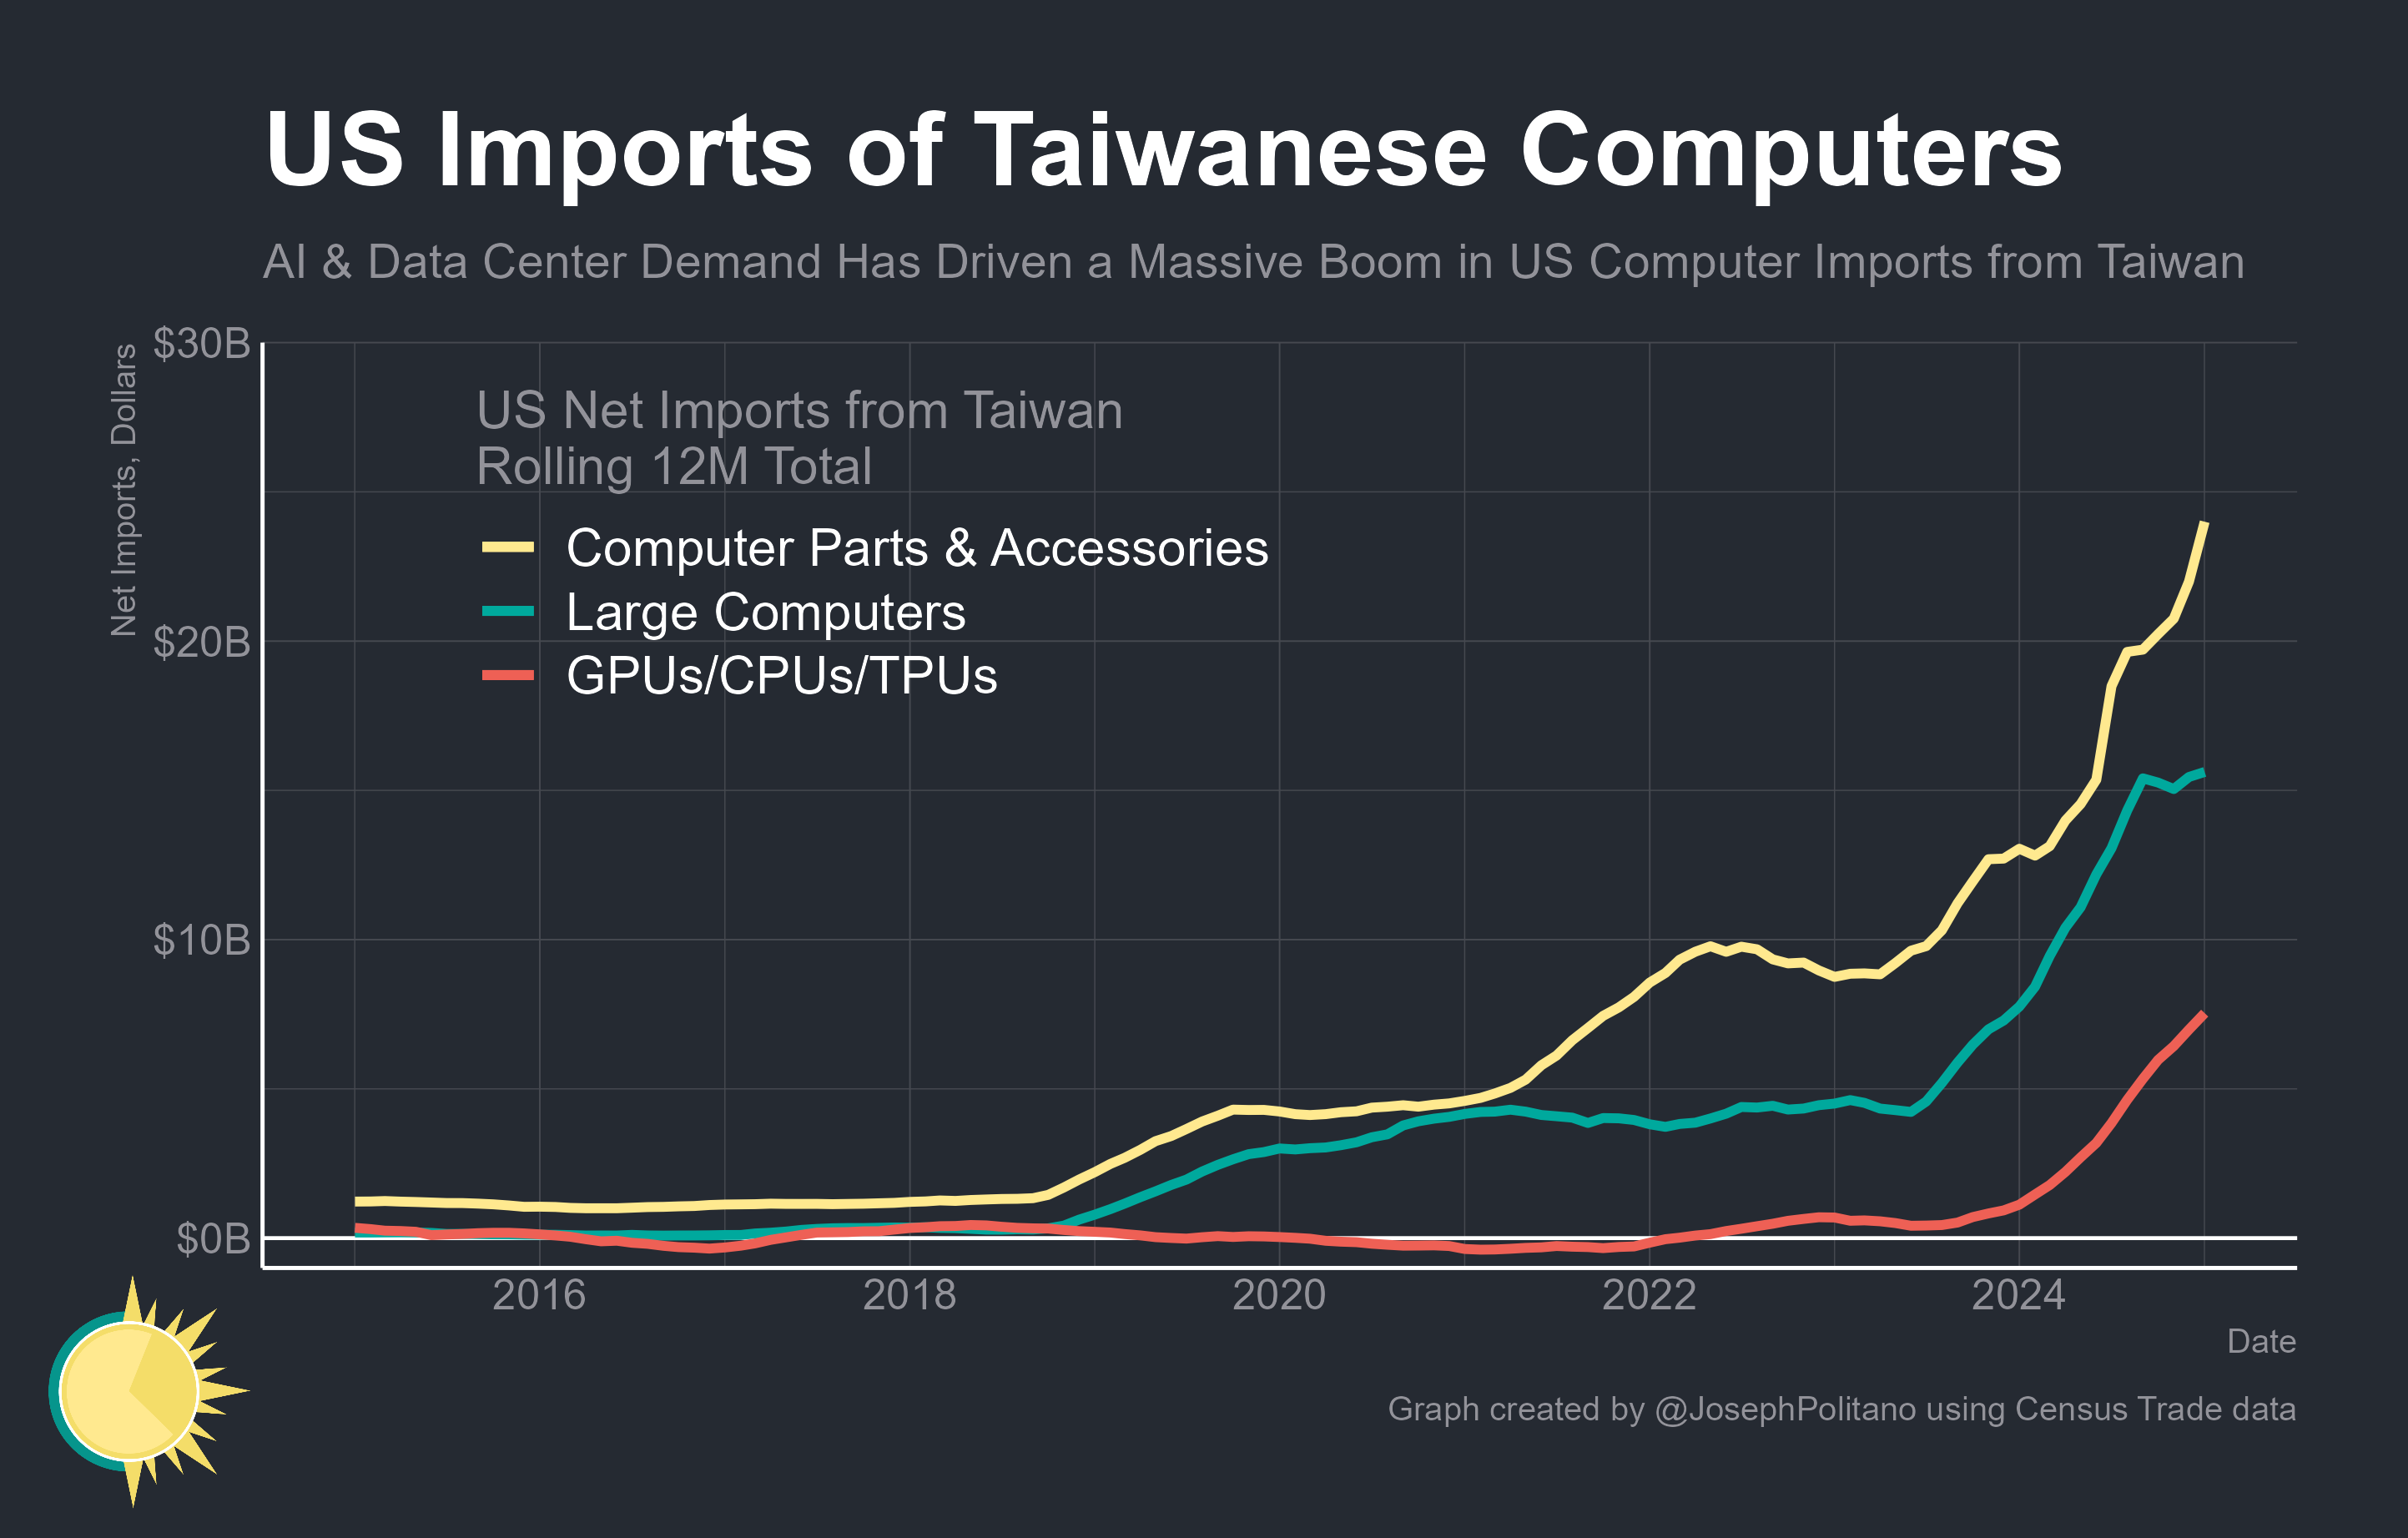 US Imports of Taiwanese Computers
AI & Data Center Demand Has Driven a Massive Boom in US Computer Imports from Taiwan
Net Imports, Dollars
$30B
$20B
$10B
$0B
US Net Imports from Taiwan
Rolling 12M Total
Computer Parts & Accessories
Large Computers
GPUs/CPUs/TPUs
2016 2018 2020 2022 2024
Date
Graph created by @JosephPolitano using Census Trade data